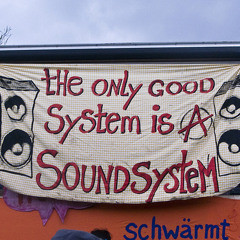 tHE ONLY GOOD
SYSTEM IS A
SOUNDSYSTEM
schwärmt